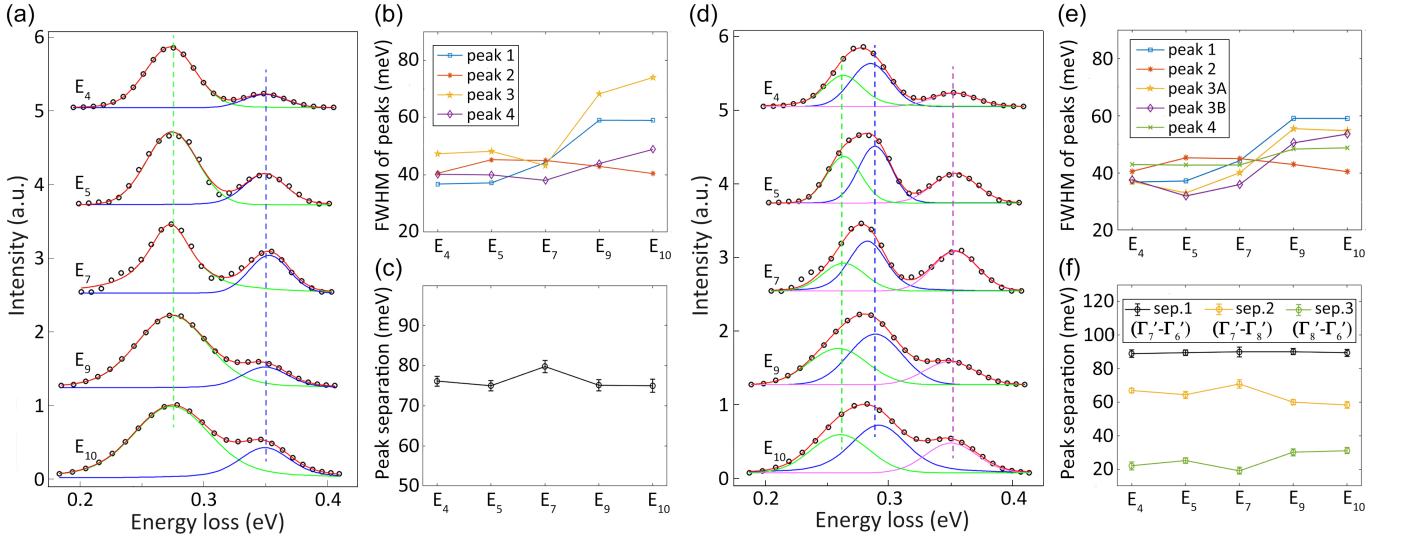 (a)
6
5
4
3
2
1
0
Intensity (a.u.)
E4
E5
E7
E9
E10
0.2
0.3
0.4
Energy loss (eV)
(b)
80
60
40
20
FWHM of peaks (meV)
peak 1
peak 2
peak 3
peak 4
E4 E5 E7 E9 E10
(c)
90
80
70
60
50
Peak separation (meV)
E4 E5 E7 E9 E10
(d)
6
5
4
3
2
1
0
Intensity (a.u.)
E4
E5
E7
E9
E10
0.2
0.3
0.4
Energy loss (eV)
(e)
80
60
40
20
FWHM of peaks (meV)
peak 1
peak 2
peak 3A
peak 3B
peak 4
E4 E5 E7 E9 E10
(f)
120
100
80
60
40
20
Peak separation (meV)
sep.1 sep.2 sep.3
(Γ7′-Γ6′) (Γ7′-Γ8′) (Γ8′-Γ6′)
E4 E5 E7 E9 E10